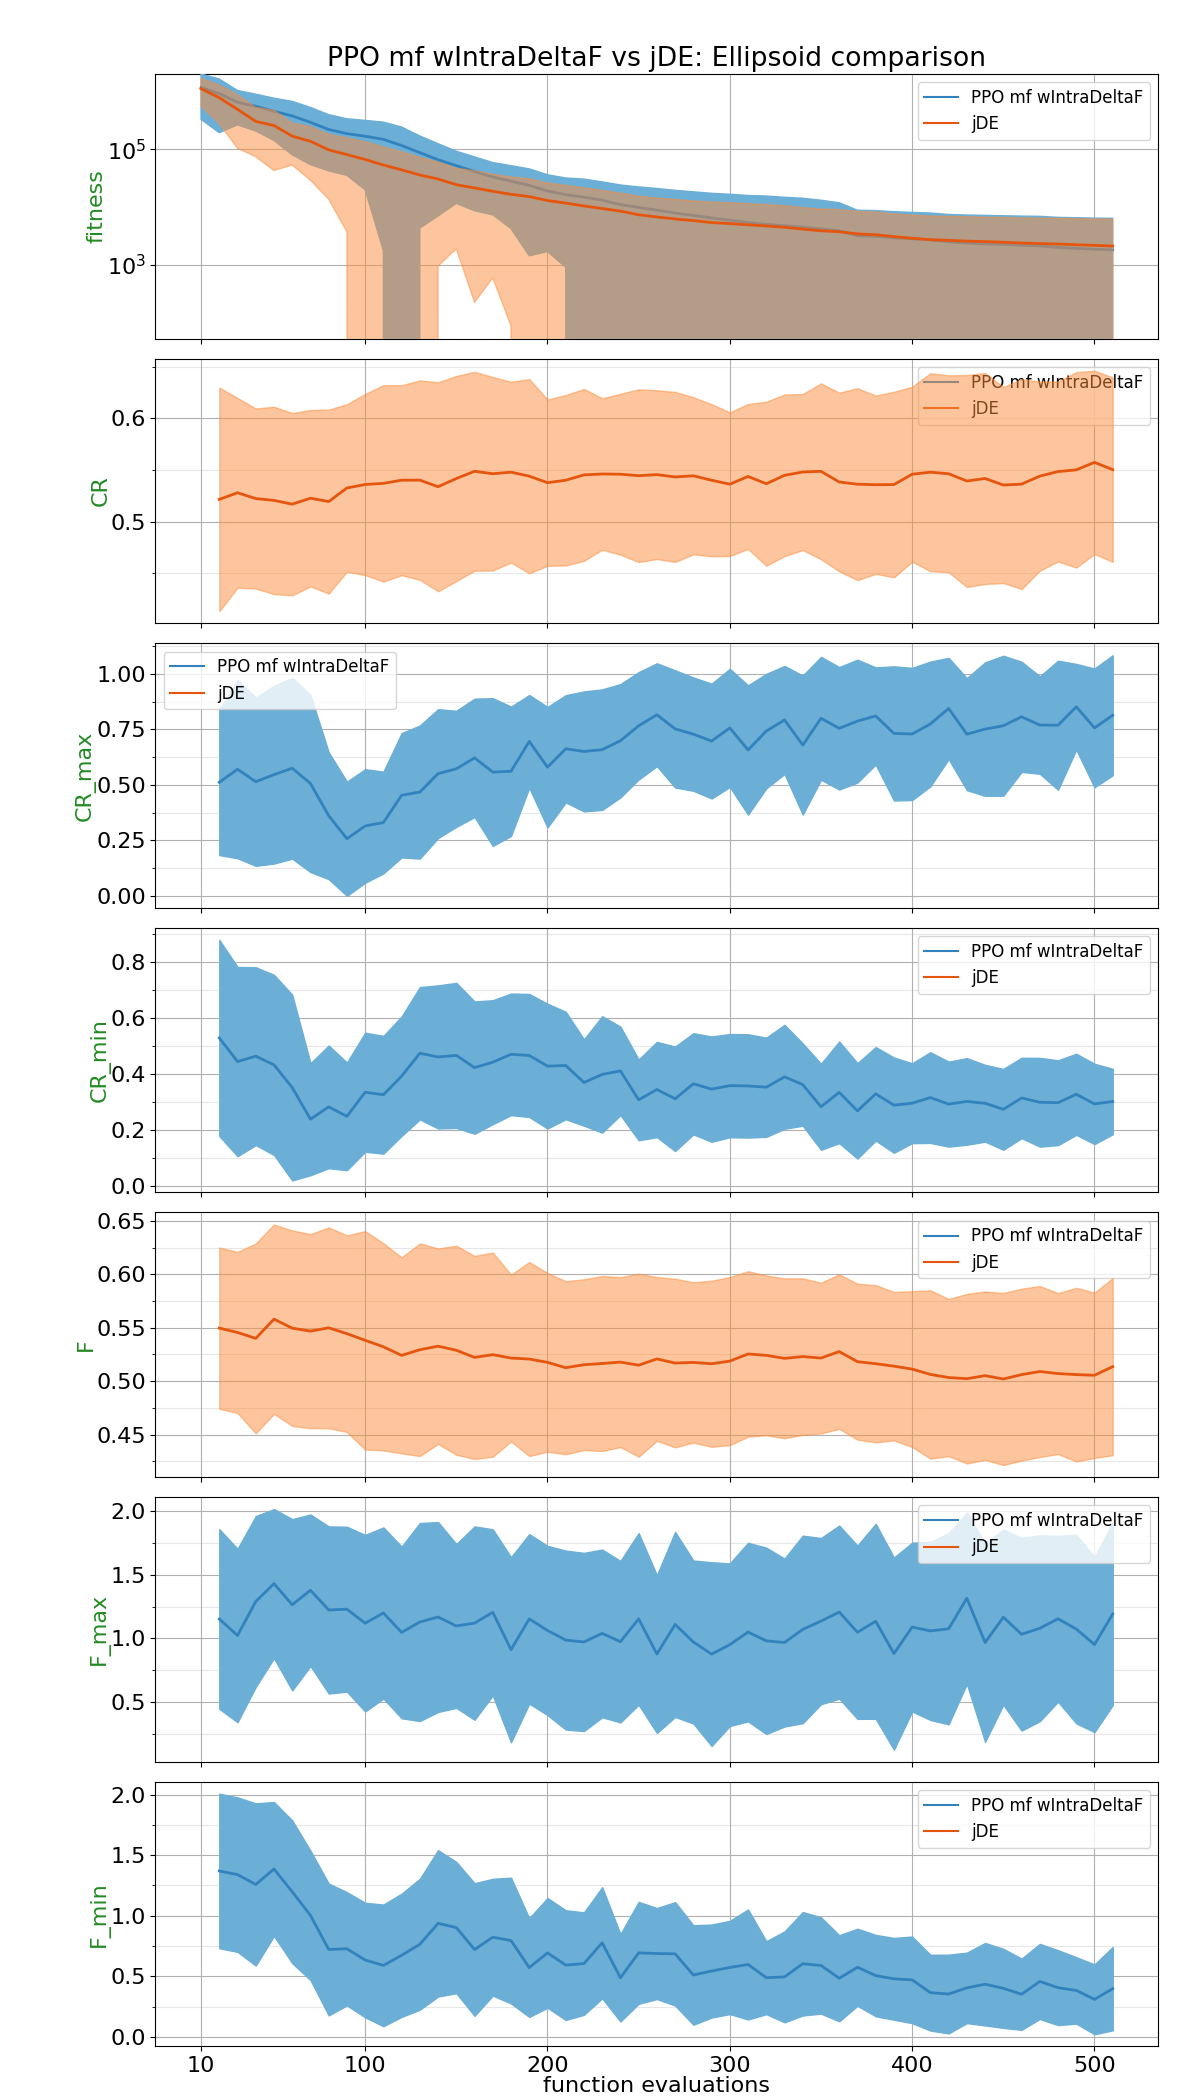 PPO mf wIntraDeltaF vs jDE: Ellipsoid comparison
PPO mf wIntraDeltaF
jDE
10^5
10^3
fitness
PPO mf wIntraDeltaF
jDE
0.6
0.5
CR
PPO mf wIntraDeltaF
jDE
1.00
0.75
0.50
0.25
0.00
CR_max
PPO mf wIntraDeltaF
jDE
0.8
0.6
0.4
0.2
0.0
CR_min
PPO mf wIntraDeltaF
jDE
0.65
0.60
0.55
0.50
0.45
F
PPO mf wIntraDeltaF
jDE
2.0
1.5
1.0
0.5
F_max
PPO mf wIntraDeltaF
jDE
2.0
1.5
1.0
0.5
0.0
F_min
10 100 200 300 400 500
function evaluations